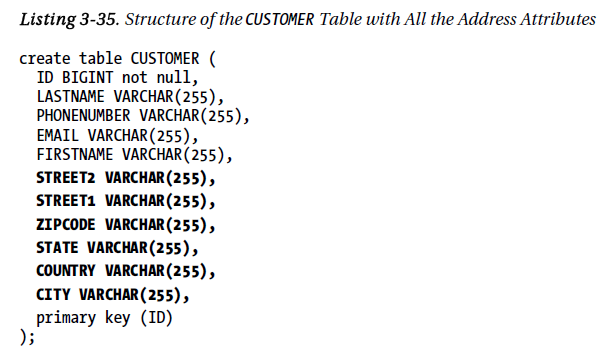 Listing 3-35. Structure of the CUSTOMER Table with All the Address Attributes
create table CUSTOMER (
ID BIGINT not null,
LASTNAME VARCHAR(255),
PHONENUMBER VARCHAR(255),
EMAIL VARCHAR(255),
FIRSTNAME VARCHAR(255),
STREET2 VARCHAR(255),
STREET1 VARCHAR(255),
ZIPCODE VARCHAR(255),
STATE VARCHAR(255),
COUNTRY VARCHAR(255),
CITY VARCHAR(255),
primary key (ID)
);